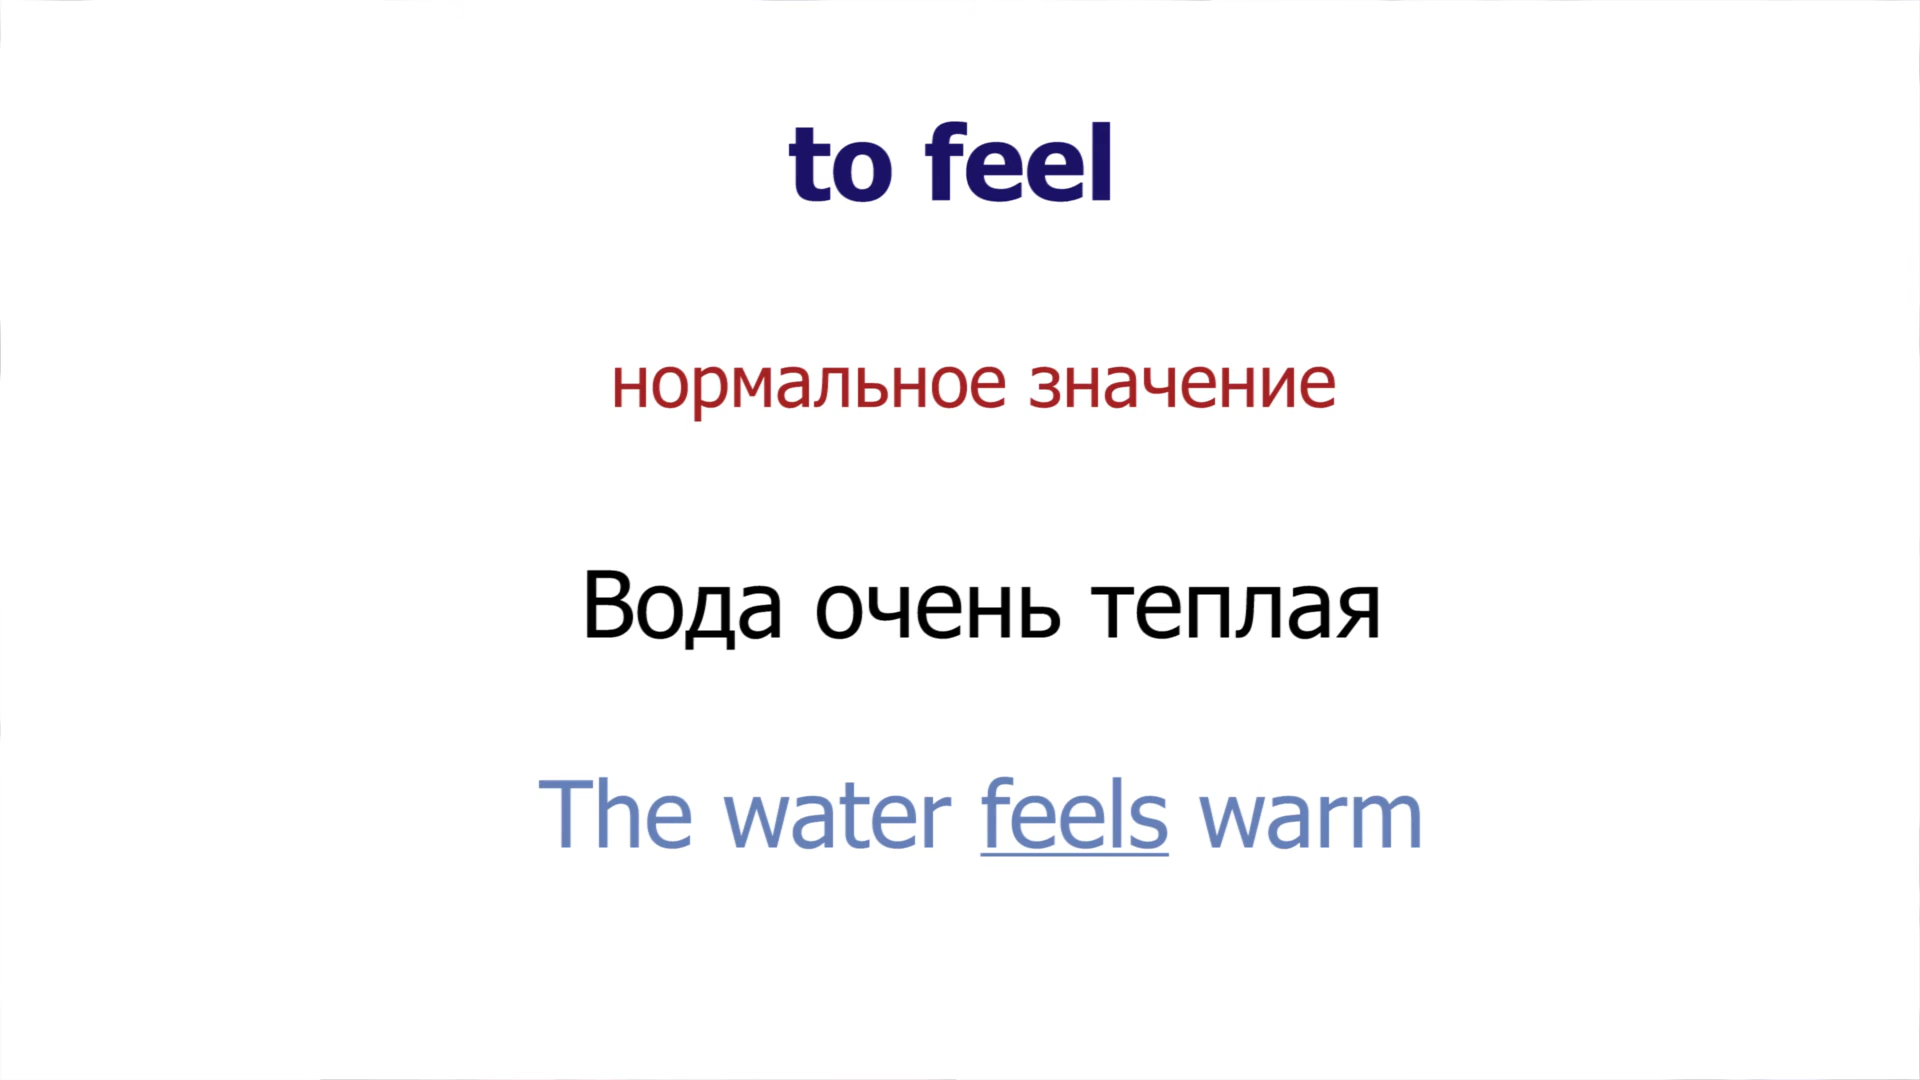 to feel
нормальное значение
Вода очень теплая
The water feels warm